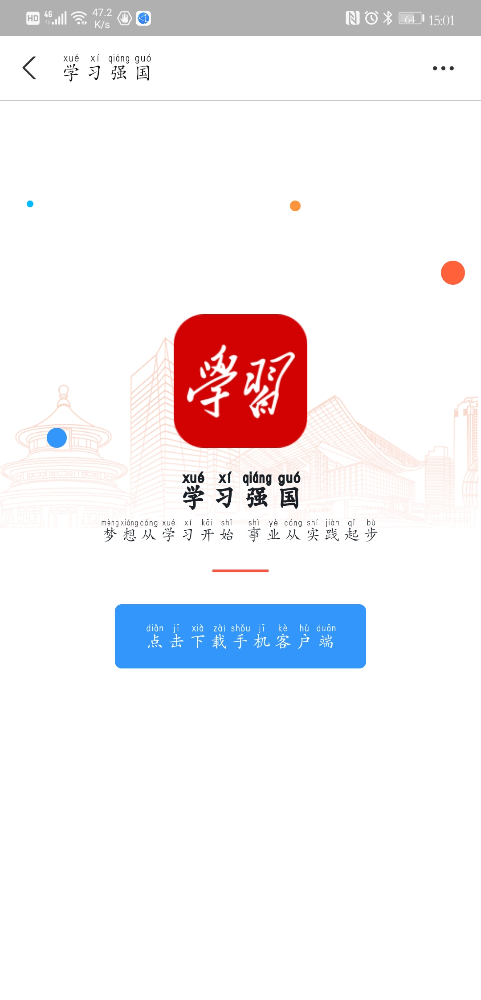 HD 4G 47.2 K/s 64 15:01
xué xí qiáng guó
学习强国
學習
xué xí qiáng guó
学习强国
mèng xiǎng cóng xué xí kāi shǐ shì yè cóng shí jiàn qǐ bù
梦想从学习开始 事业从实践起步
diǎn jī xià zài shǒu jī kè hù duān
点击下载手机客户端